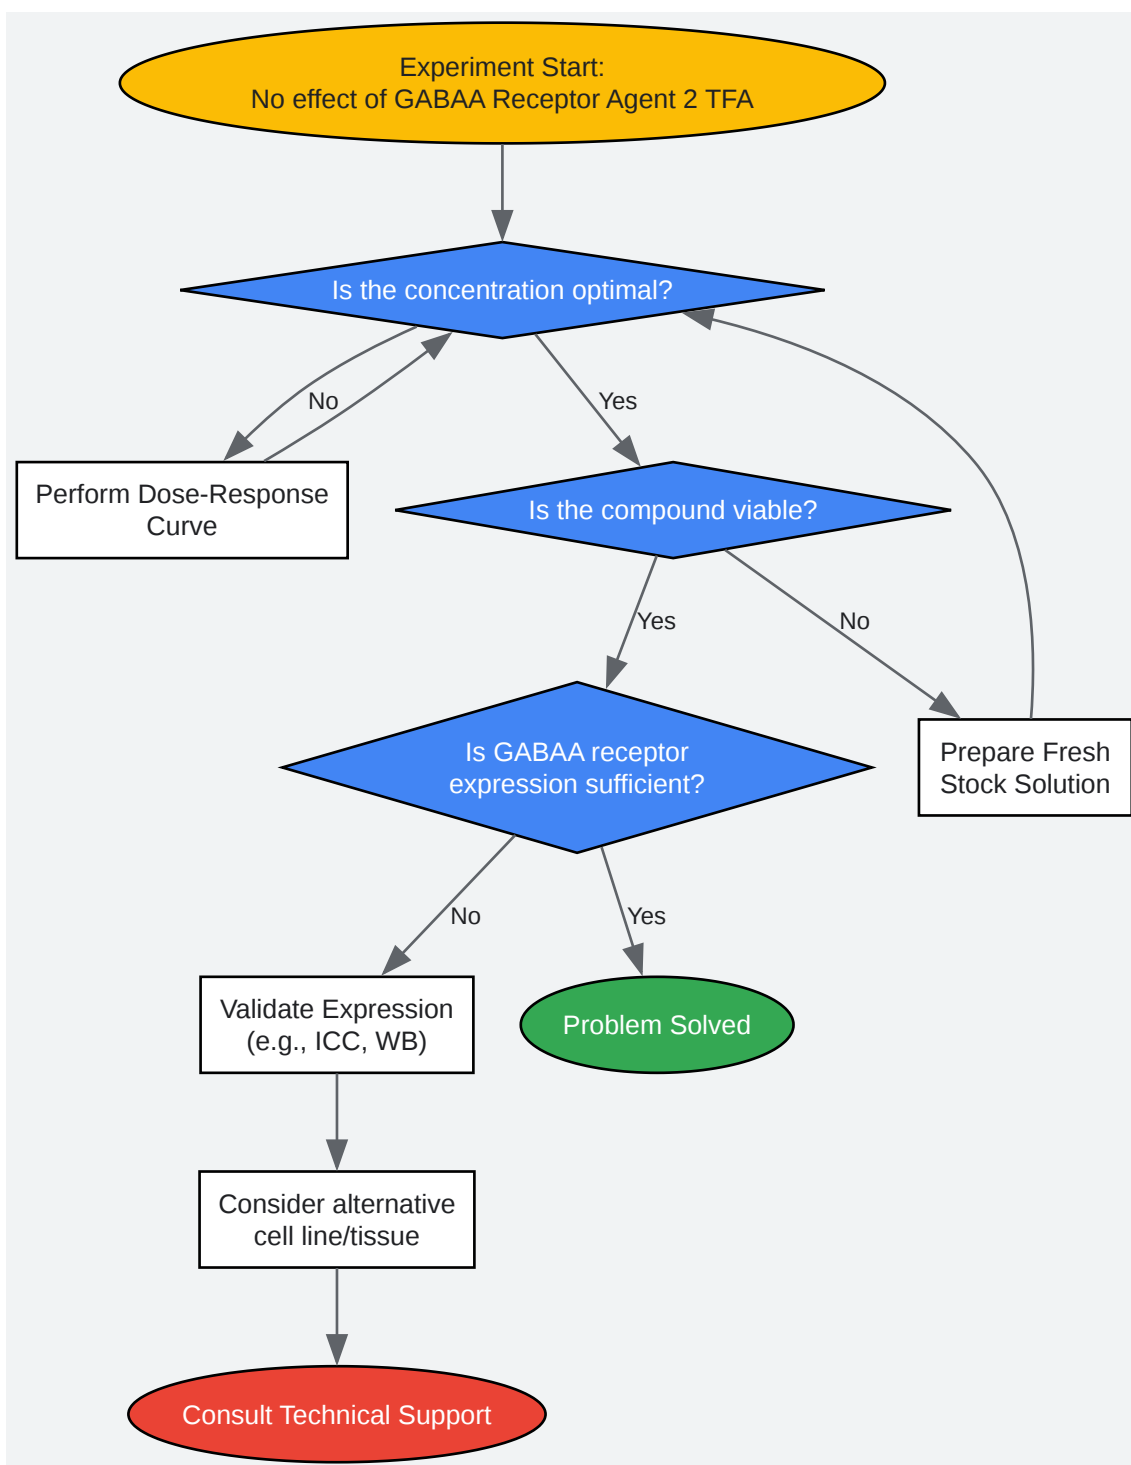 Experiment Start:
No effect of GABAA Receptor Agent 2 TFA
Is the concentration optimal?
No
Yes
Perform Dose-Response
Curve
Is the compound viable?
Yes
No
Is GABAA receptor
expression sufficient?
Prepare Fresh
Stock Solution
No
Yes
Validate Expression
(e.g., ICC, WB)
Problem Solved
Consider alternative
cell line/tissue
Consult Technical Support